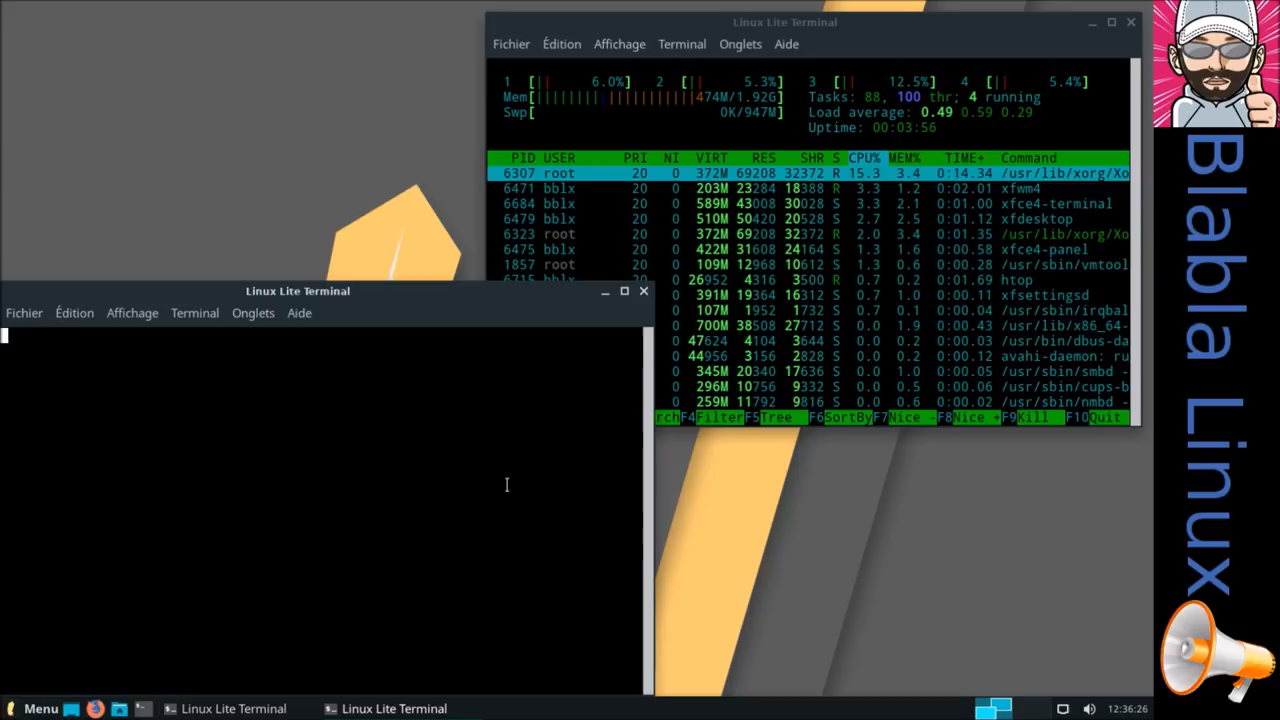 Linux Lite Terminal
Fichier Édition Affichage Terminal Onglets Aide
1 [|| 6.0%] 2 [|| 5.3%] 3 [|| 12.5%] 4 [|| 5.4%]
Mem[||||||||||||||||||||474M/1.92G] Tasks: 88, 100 thr; 4 running
Swp[ 0K/947M] Load average: 0.49 0.59 0.29
Uptime: 00:03:56
PID USER PRI NI VIRT RES SHR S CPU% MEM% TIME+ Command
6307 root 20 0 372M 69208 32372 R 15.3 3.4 0:14.34 /usr/lib/xorg/Xo
6471 bblx 20 0 203M 23284 18388 R 3.3 1.2 0:02.01 xfwm4
6684 bblx 20 0 589M 43008 30028 S 3.3 2.1 0:01.00 xfce4-terminal
6479 bblx 20 0 510M 50420 20528 S 2.7 2.5 0:01.12 xfdesktop
6323 root 20 0 372M 69208 32372 R 2.0 3.4 0:01.35 /usr/lib/xorg/Xo
6475 bblx 20 0 422M 31608 24164 S 1.3 1.6 0:00.58 xfce4-panel
1857 root 20 0 109M 12968 10612 S 1.3 0.6 0:00.28 /usr/sbin/vmtool
6715 bblx 20 0 26952 4316 3500 R 0.7 0.2 0:01.69 htop
0 391M 19364 16312 S 0.7 1.0 0:00.11 xfsettingsd
0 107M 1951 1732 S 0.7 0.1 0:00.04 /usr/sbin/irqbal
0 700M 38508 27712 S 0.0 1.9 0:00.43 /usr/lib/x86_64-
0 47624 4104 3644 S 0.0 0.2 0:00.03 /usr/bin/dbus-da
0 44956 3156 2828 S 0.0 0.2 0:00.12 avahi-daemon: ru
0 345M 20340 17636 S 0.0 1.0 0:00.05 /usr/sbin/smbd -
0 296M 10756 9332 S 0.0 0.5 0:00.06 /usr/sbin/cups-b
0 259M 11792 9816 S 0.0 0.6 0:00.02 /usr/sbin/nmbd -
rchF4FilterF5Tree F6SortByF7Nice -F8Nice +F9Kill F10Quit
Linux Lite Terminal
Fichier Édition Affichage Terminal Onglets Aide
Menu Linux Lite Terminal Linux Lite Terminal 12:36:26
Blabla Linux